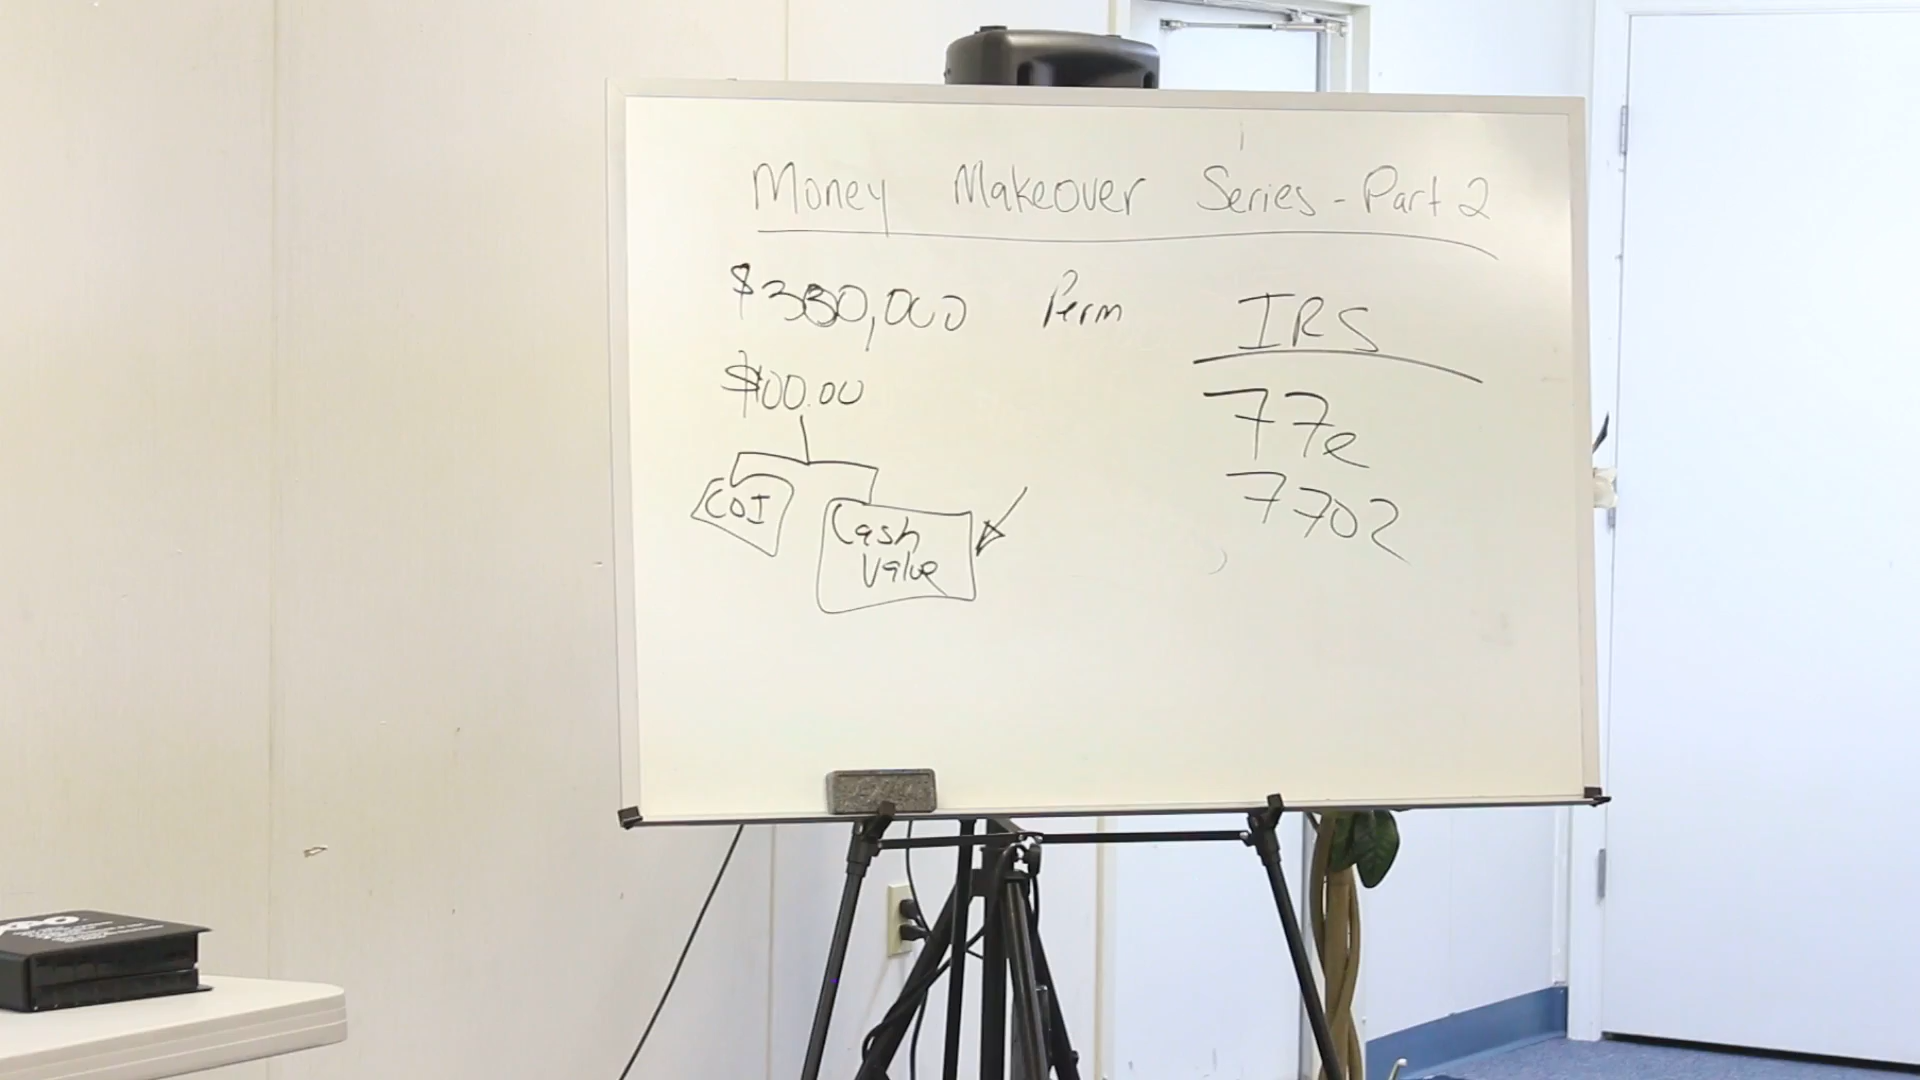 Money Makeover Series - Part 2
$330,000 Perm
$100.00
COI
Cash
Value
IRS
77e
7702